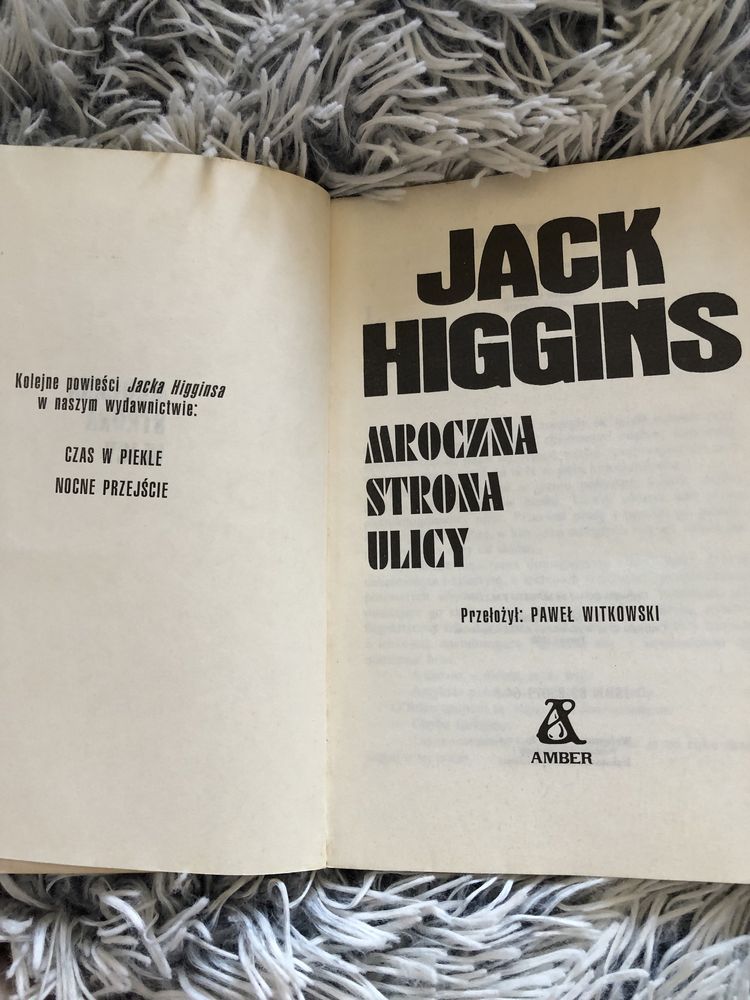 Kolejne powieści Jacka Higginsa
w naszym wydawnictwie:
CZAS W PIEKLE
NOCNE PRZEJŚCIE
JACK
HIGGINS
MROCZNA
STRONA
ULICY
Przełożył: PAWEŁ WITKOWSKI
AMBER